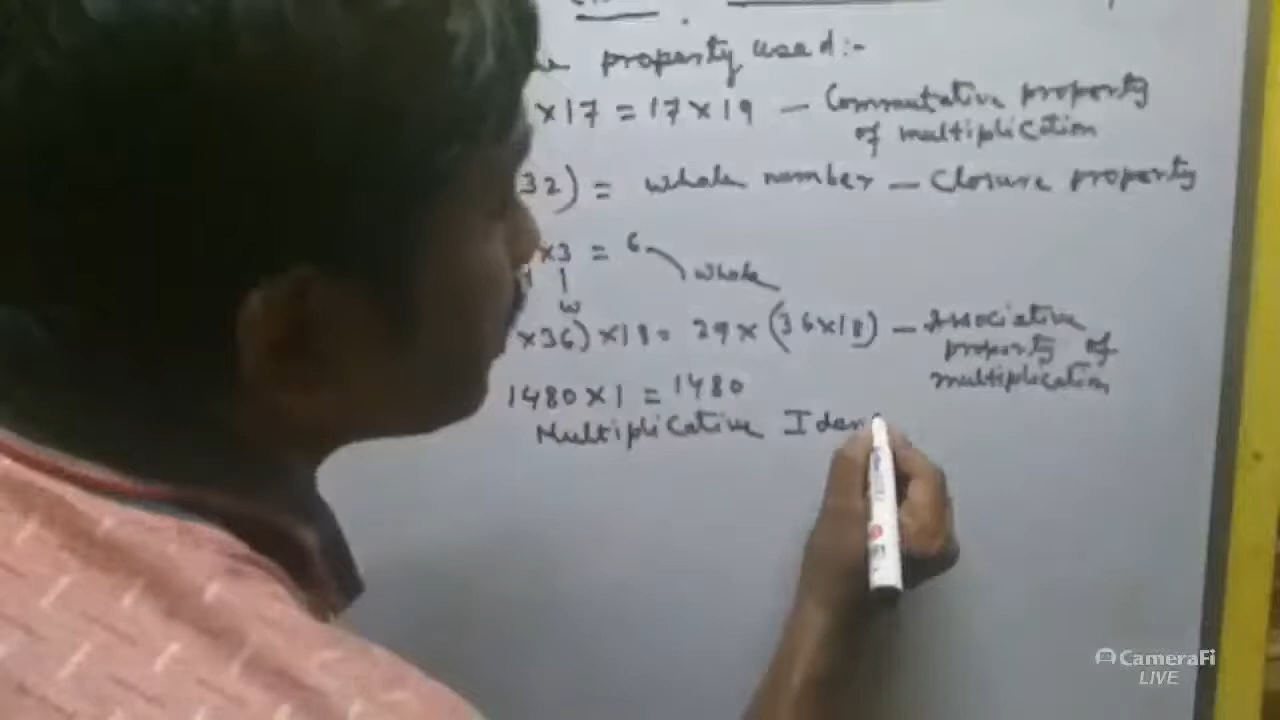 property used:-
×17 = 17×19 – Commutative property
of multiplication
32) = whole number – Closure property
×3 = 6
whole
w
×36)×18= 29×(36×18) – Associative
property of
multiplication
1480×1 = 1480
Multiplicative Iden
CameraFi
LIVE